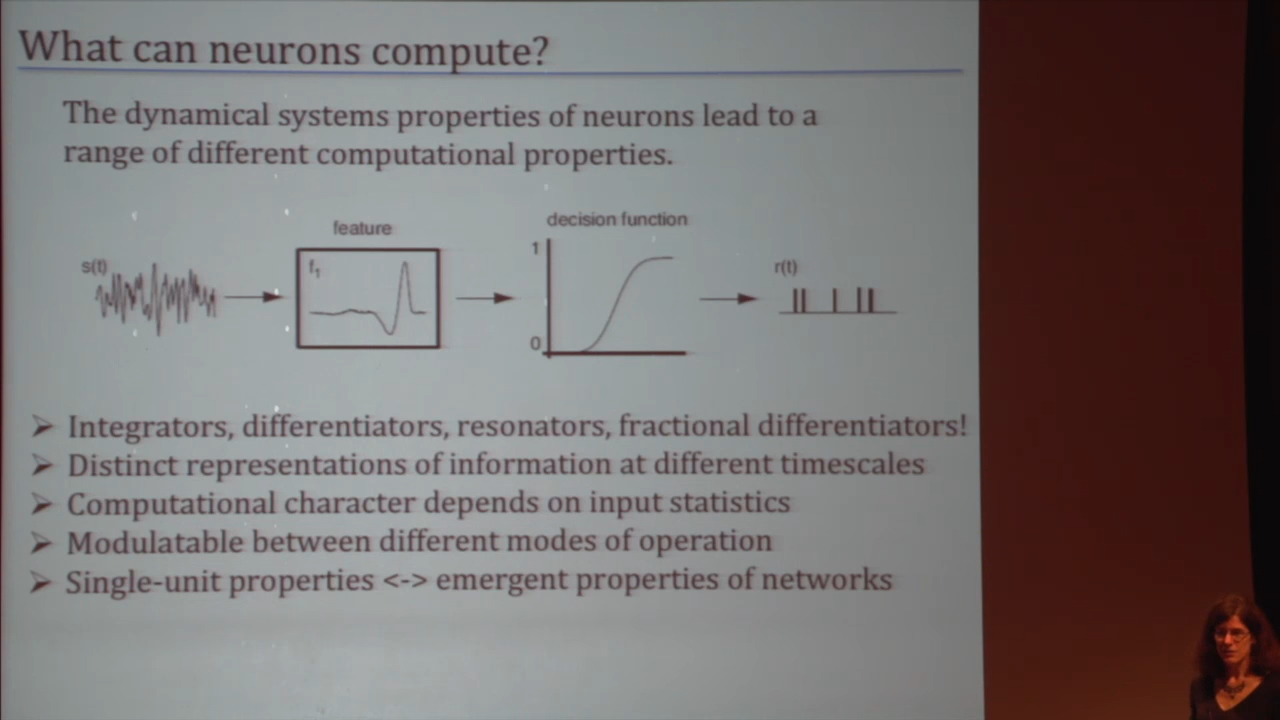 What can neurons compute?
The dynamical systems properties of neurons lead to a
range of different computational properties.
feature
decision function
s(t)
f1
1
0
r(t)
➢ Integrators, differentiators, resonators, fractional differentiators!
➢ Distinct representations of information at different timescales
➢ Computational character depends on input statistics
➢ Modulatable between different modes of operation
➢ Single-unit properties <-> emergent properties of networks